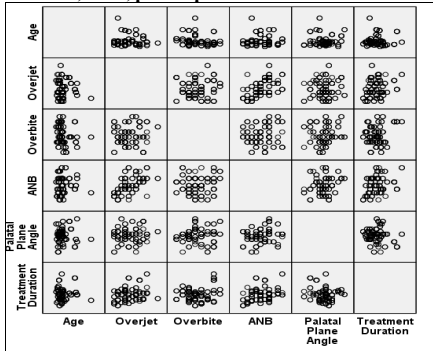 Age
Overjet
Overbite
ANB
Palatal
Plane
Angle
Treatment
Duration
Age Overjet Overbite ANB Palatal Plane Angle Treatment Duration